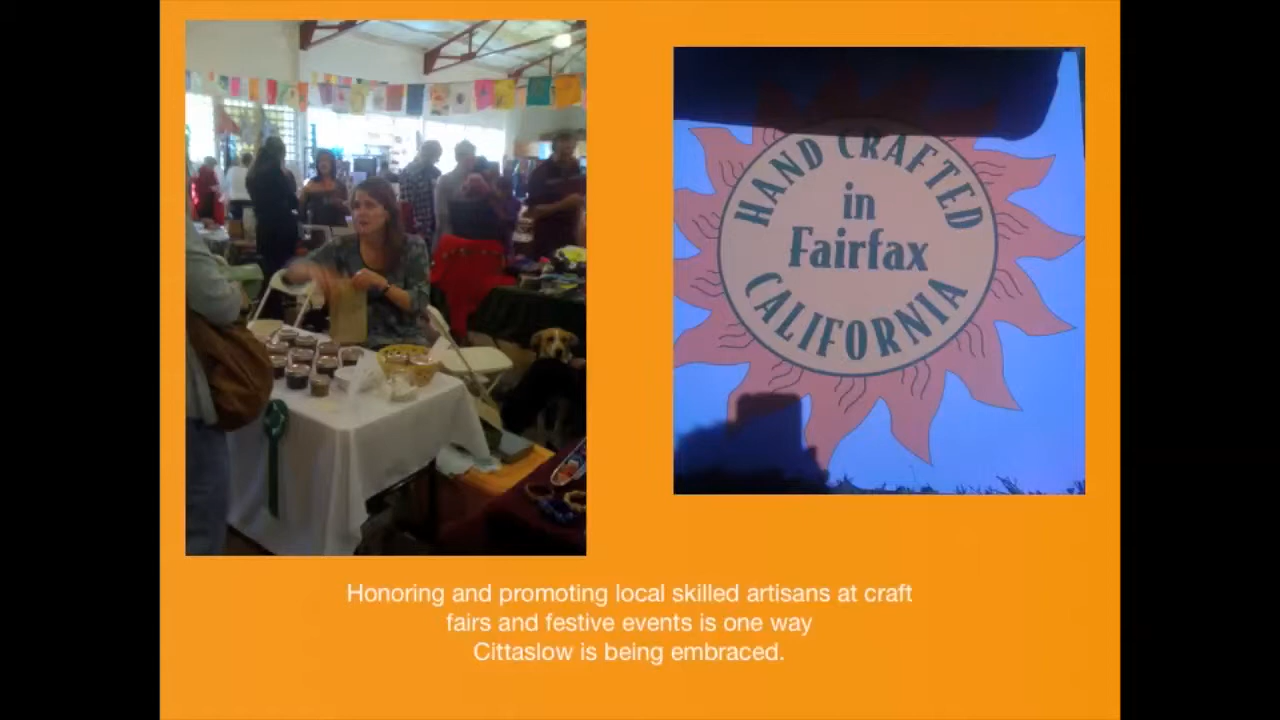 HAND CRAFTED
in
Fairfax
CALIFORNIA
Honoring and promoting local skilled artisans at craft
fairs and festive events is one way
Cittaslow is being embraced.